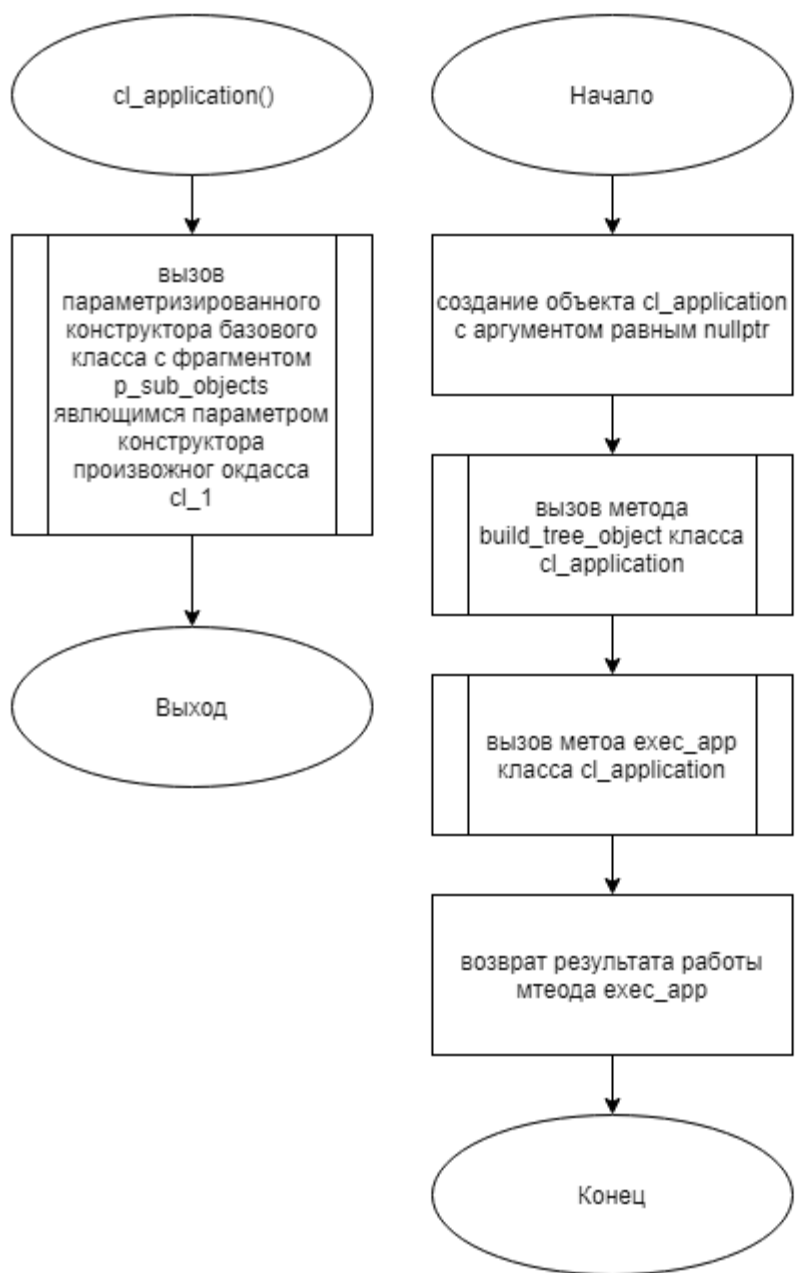 cl_application()
вызов
параметризированного
конструктора базового
класса с фрагментом
p_sub_objects
явлющимся параметром
конструктора
произвожног окдасса
cl_1
Выход
Начало
создание объекта cl_application
с аргументом равным nullptr
вызов метода
build_tree_object класса
cl_application
вызов метоа exec_app
класса cl_application
возврат результата работы
мтеода exec_app
Конец